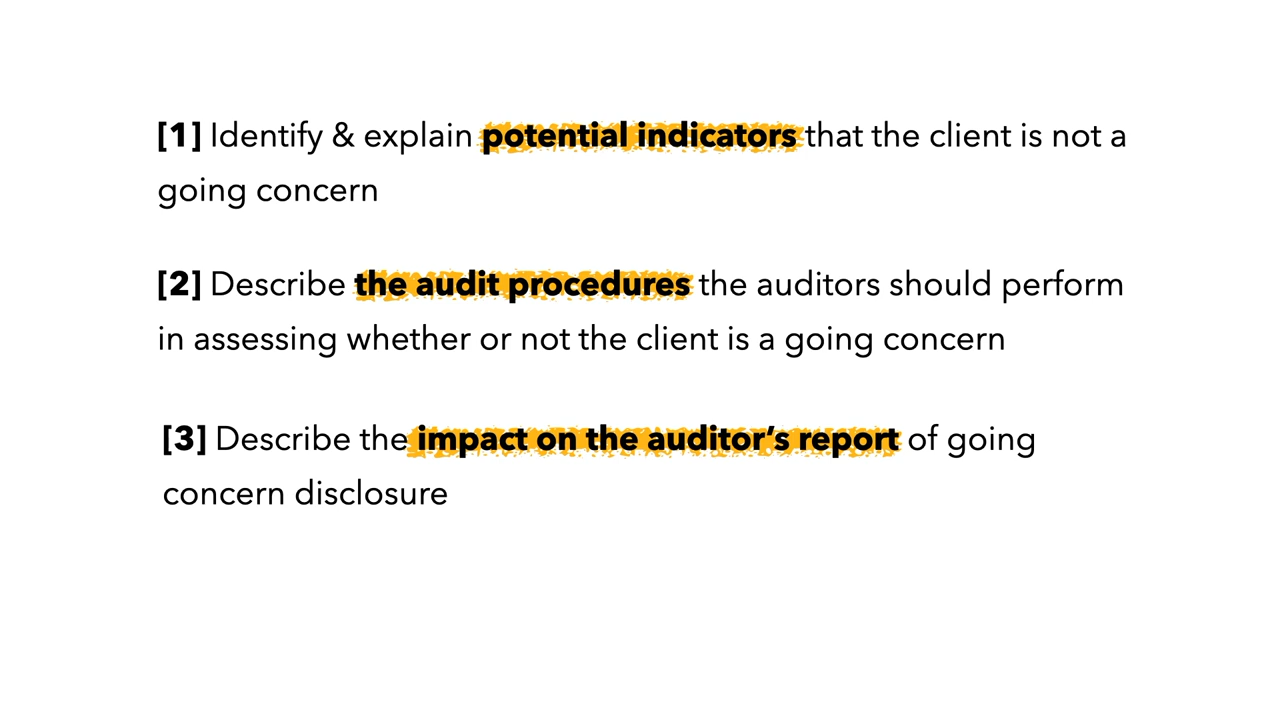 [1] Identify & explain potential indicators that the client is not a
going concern
[2] Describe the audit procedures the auditors should perform
in assessing whether or not the client is a going concern
[3] Describe the impact on the auditor’s report of going
concern disclosure